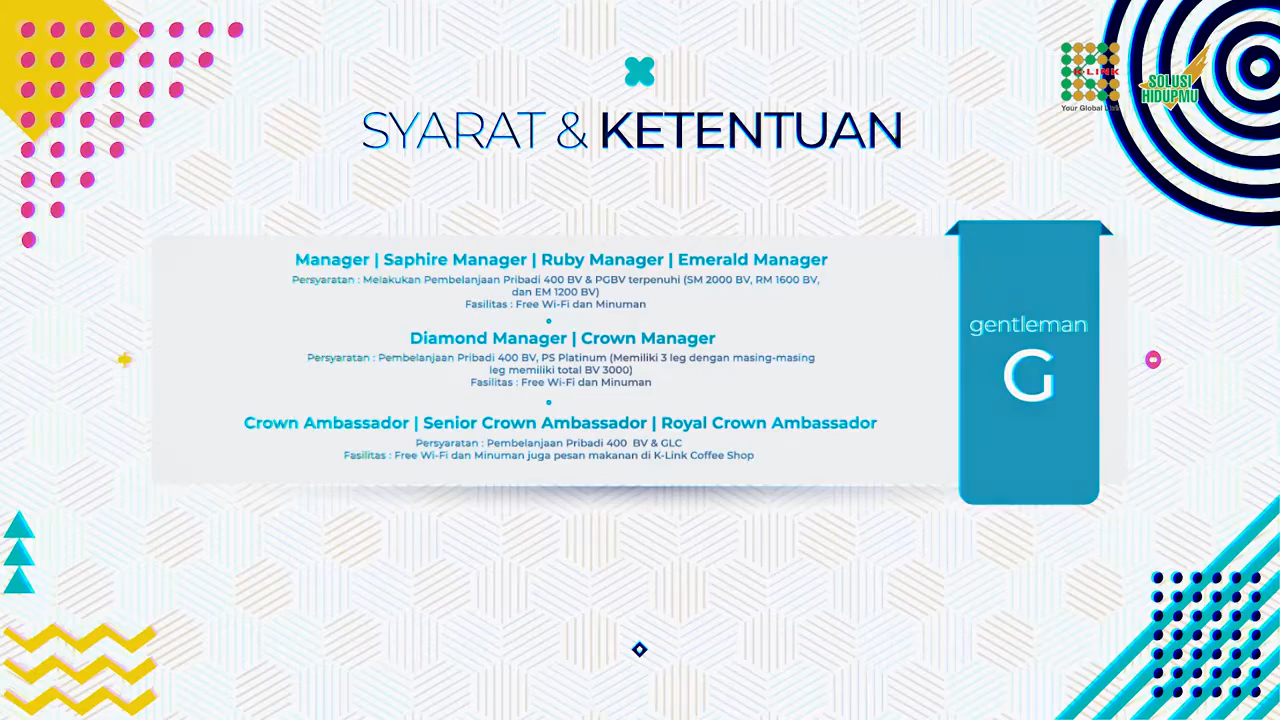 K-LINK
Your Global Link
SOLUSI
HIDUPMU
SYARAT & KETENTUAN
Manager | Saphire Manager | Ruby Manager | Emerald Manager
Persyaratan : Melakukan Pembelanjaan Pribadi 400 BV & PGBV terpenuhi (SM 2000 BV, RM 1600 BV,
dan EM 1200 BV)
Fasilitas : Free Wi-Fi dan Minuman
Diamond Manager | Crown Manager
Persyaratan : Pembelanjaan Pribadi 400 BV, PS Platinum (Memiliki 3 leg dengan masing-masing
leg memiliki total BV 3000)
Fasilitas : Free Wi-Fi dan Minuman
Crown Ambassador | Senior Crown Ambassador | Royal Crown Ambassador
Persyaratan : Pembelanjaan Pribadi 400 BV & GLC
Fasilitas : Free Wi-Fi dan Minuman juga pesan makanan di K-Link Coffee Shop
gentleman
G